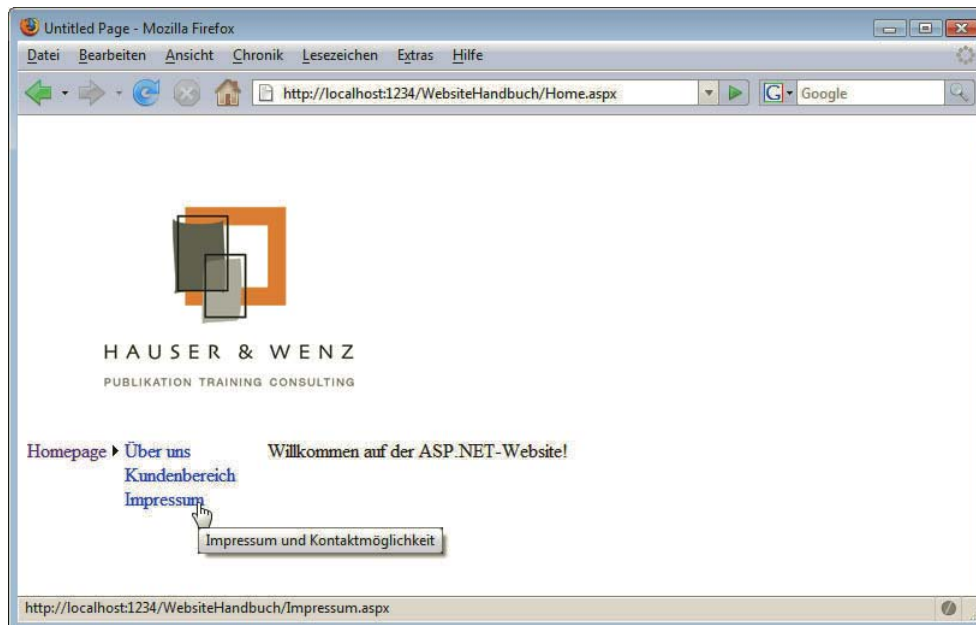 Untitled Page - Mozilla Firefox
Datei Bearbeiten Ansicht Chronik Lesezeichen Extras Hilfe
http://localhost:1234/WebsiteHandbuch/Home.aspx
G Google
HAUSER & WENZ
PUBLIKATION TRAINING CONSULTING
Homepage Über uns Willkommen auf der ASP.NET-Website!
Kundenbereich
Impressum
Impressum und Kontaktmöglichkeit
http://localhost:1234/WebsiteHandbuch/Impressum.aspx